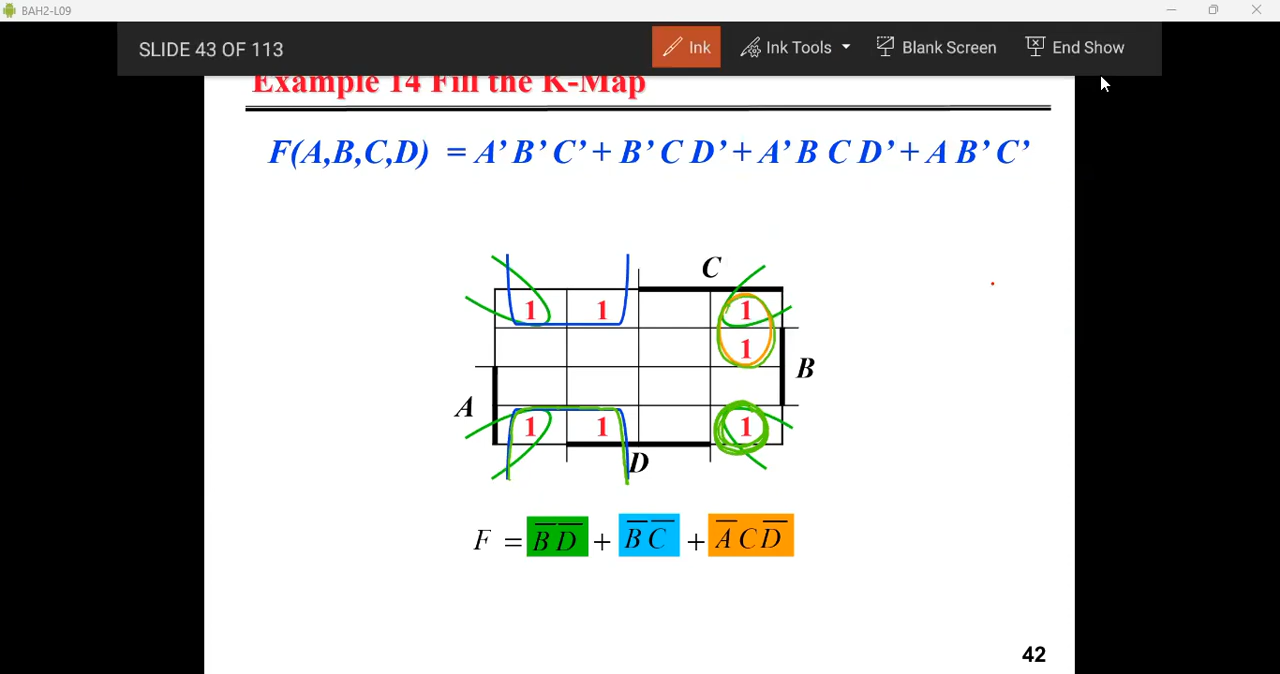 BAH2-L09
SLIDE 43 OF 113
Ink
Ink Tools
Blank Screen
End Show
Example 14 Fill the K-Map
F(A,B,C,D) = A’ B’ C’ + B’ C D’ + A’ B C D’ + A B’ C’
C
1 1 1
1
B
A
1 1 1
D
F = B̅ D̅ + B̅ C̅ + A̅ C D̅
42